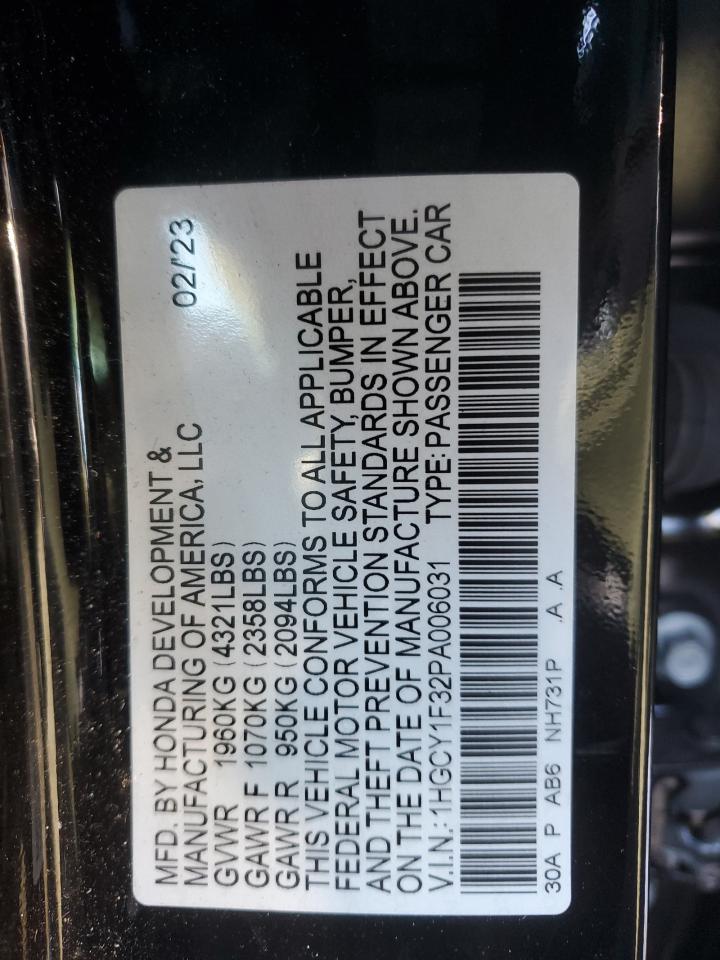 MFD. BY HONDA DEVELOPMENT &
MANUFACTURING OF AMERICA, LLC 02/'23
GVWR 1960KG (4321LBS)
GAWR F 1070KG (2358LBS)
GAWR R 950KG (2094LBS)
THIS VEHICLE CONFORMS TO ALL APPLICABLE
FEDERAL MOTOR VEHICLE SAFETY, BUMPER,
AND THEFT PREVENTION STANDARDS IN EFFECT
ON THE DATE OF MANUFACTURE SHOWN ABOVE.
V.I.N.: 1HGCY1F32PA006031 TYPE: PASSENGER CAR
30A P AB6 NH731P .A .A